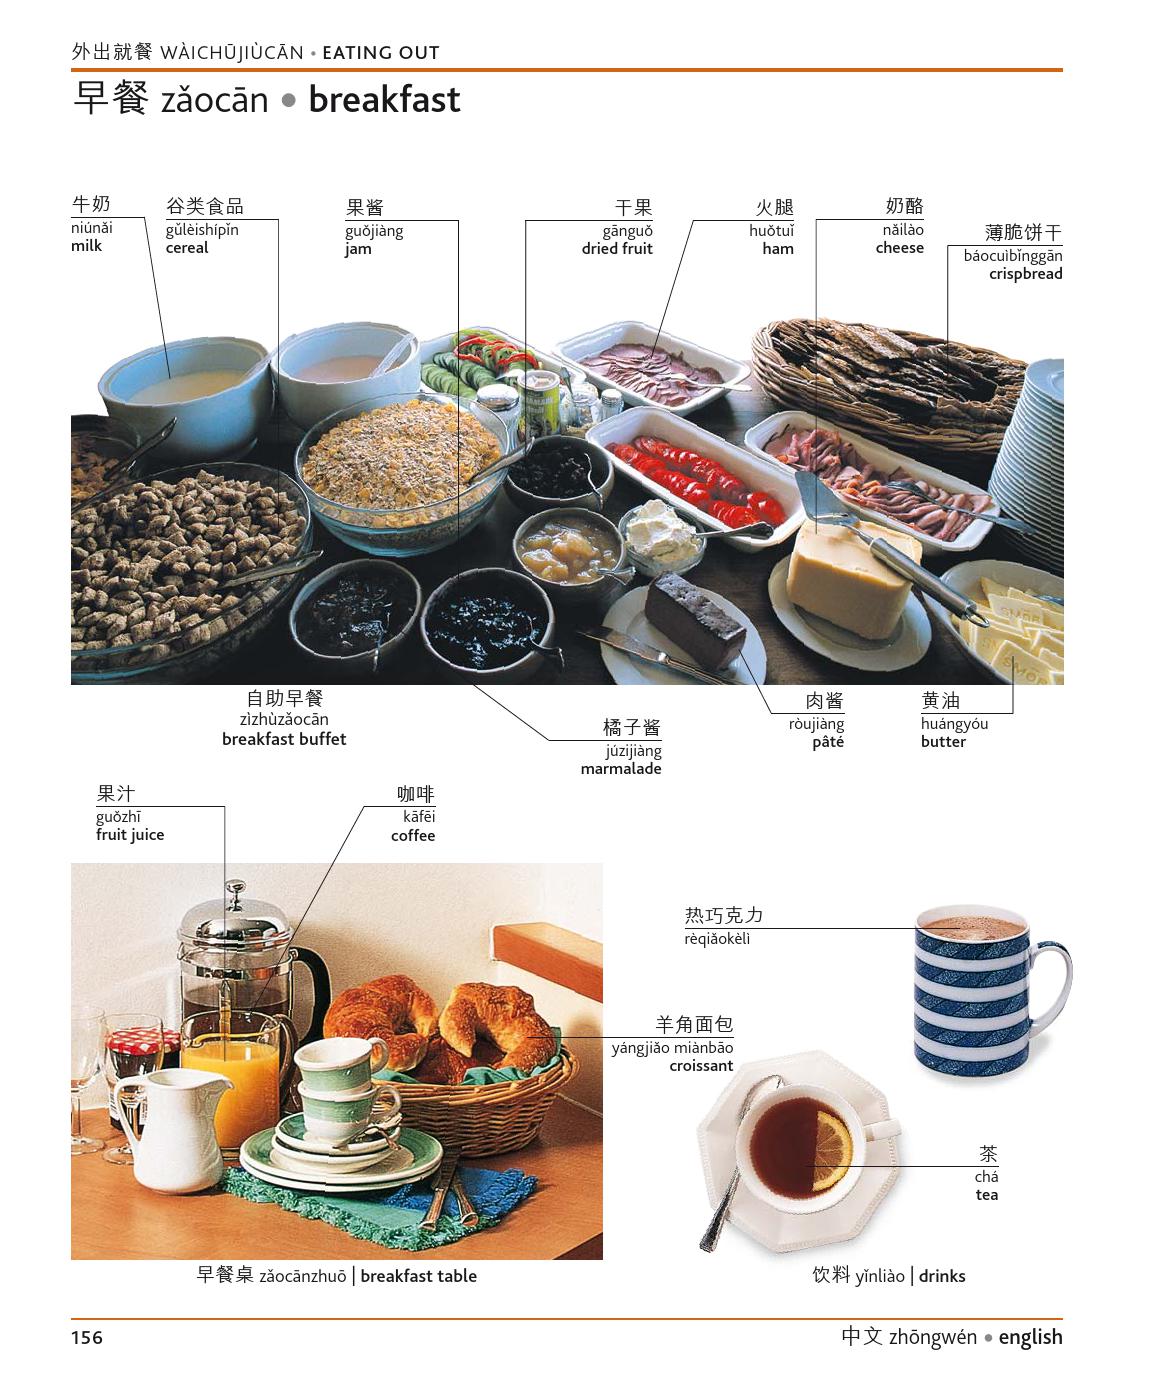 外出就餐 WÀICHŪJIÙCĀN • EATING OUT
早餐 zǎocān • breakfast
牛奶
niúnǎi
milk
谷类食品
gǔlèishípǐn
cereal
果酱
guǒjiàng
jam
干果
gānguǒ
dried fruit
火腿
huǒtuǐ
ham
奶酪
nǎilào
cheese
薄脆饼干
báocuìbǐnggān
crispbread
SMÖR
SMÖR
自助早餐
zìzhùzǎocān
breakfast buffet
橘子酱
júzijiàng
marmalade
肉酱
ròujiàng
pâté
黄油
huángyóu
butter
果汁
guǒzhī
fruit juice
咖啡
kāfēi
coffee
热巧克力
rèqiǎokèlì
羊角面包
yángjiǎo miànbāo
croissant
茶
chá
tea
早餐桌 zǎocānzhuō | breakfast table
饮料 yǐnliào | drinks
156
中文 zhōngwén • english